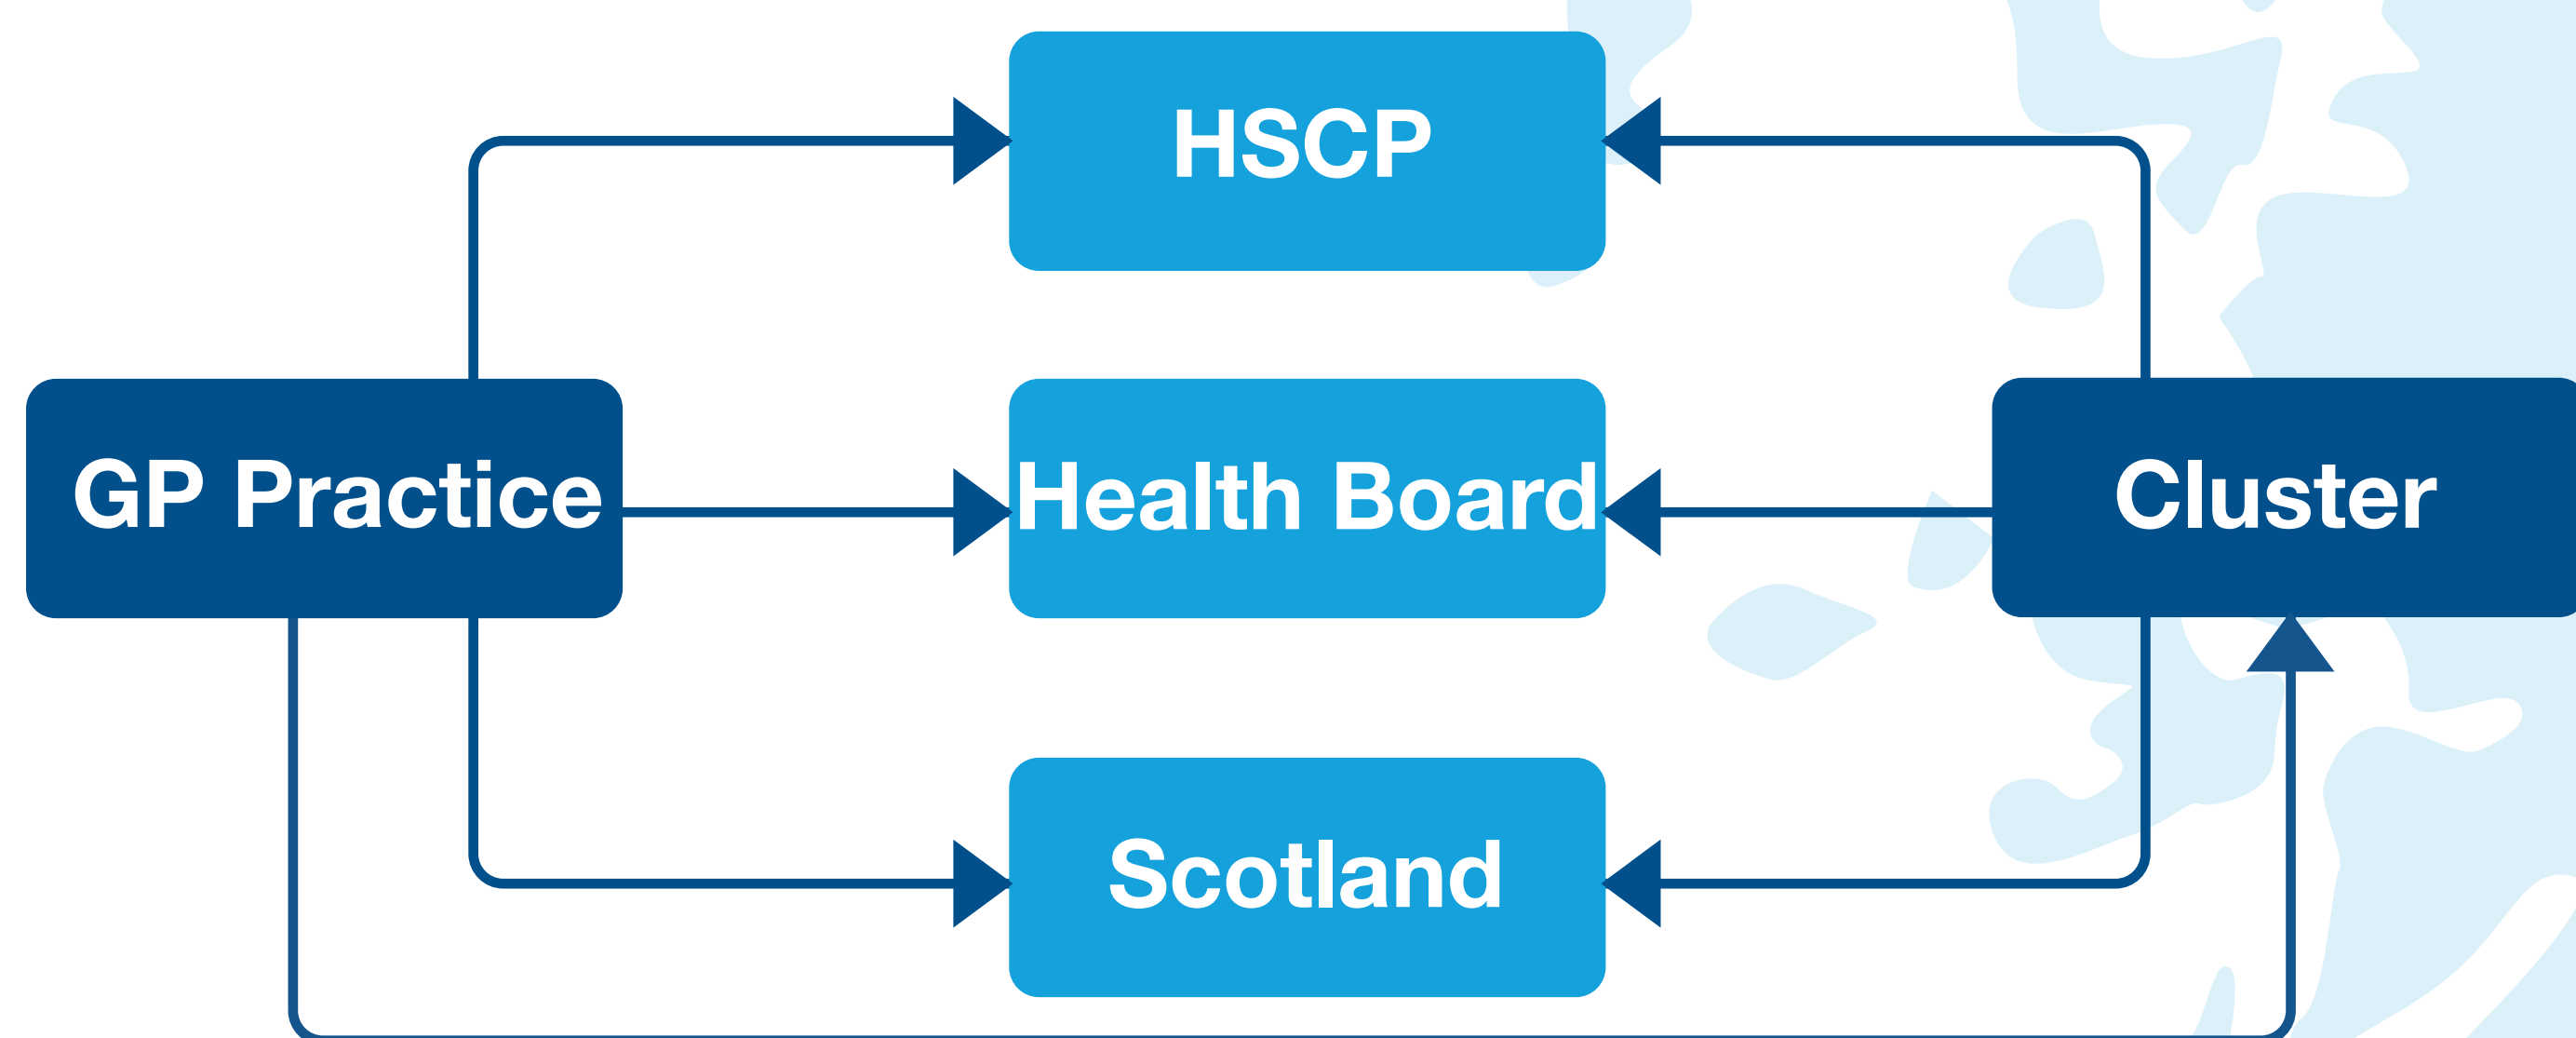 HSCP
GP Practice
Health Board
Cluster
Scotland